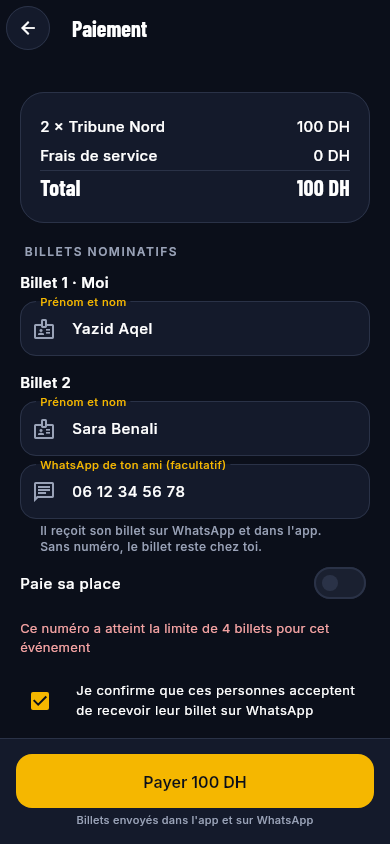 Paiement
2 × Tribune Nord 100 DH
Frais de service 0 DH
Total 100 DH
BILLETS NOMINATIFS
Billet 1 · Moi
Prénom et nom
Yazid Aqel
Billet 2
Prénom et nom
Sara Benali
WhatsApp de ton ami (facultatif)
06 12 34 56 78
Il reçoit son billet sur WhatsApp et dans l'app.
Sans numéro, le billet reste chez toi.
Paie sa place
Ce numéro a atteint la limite de 4 billets pour cet
événement
Je confirme que ces personnes acceptent
de recevoir leur billet sur WhatsApp
Payer 100 DH
Billets envoyés dans l'app et sur WhatsApp